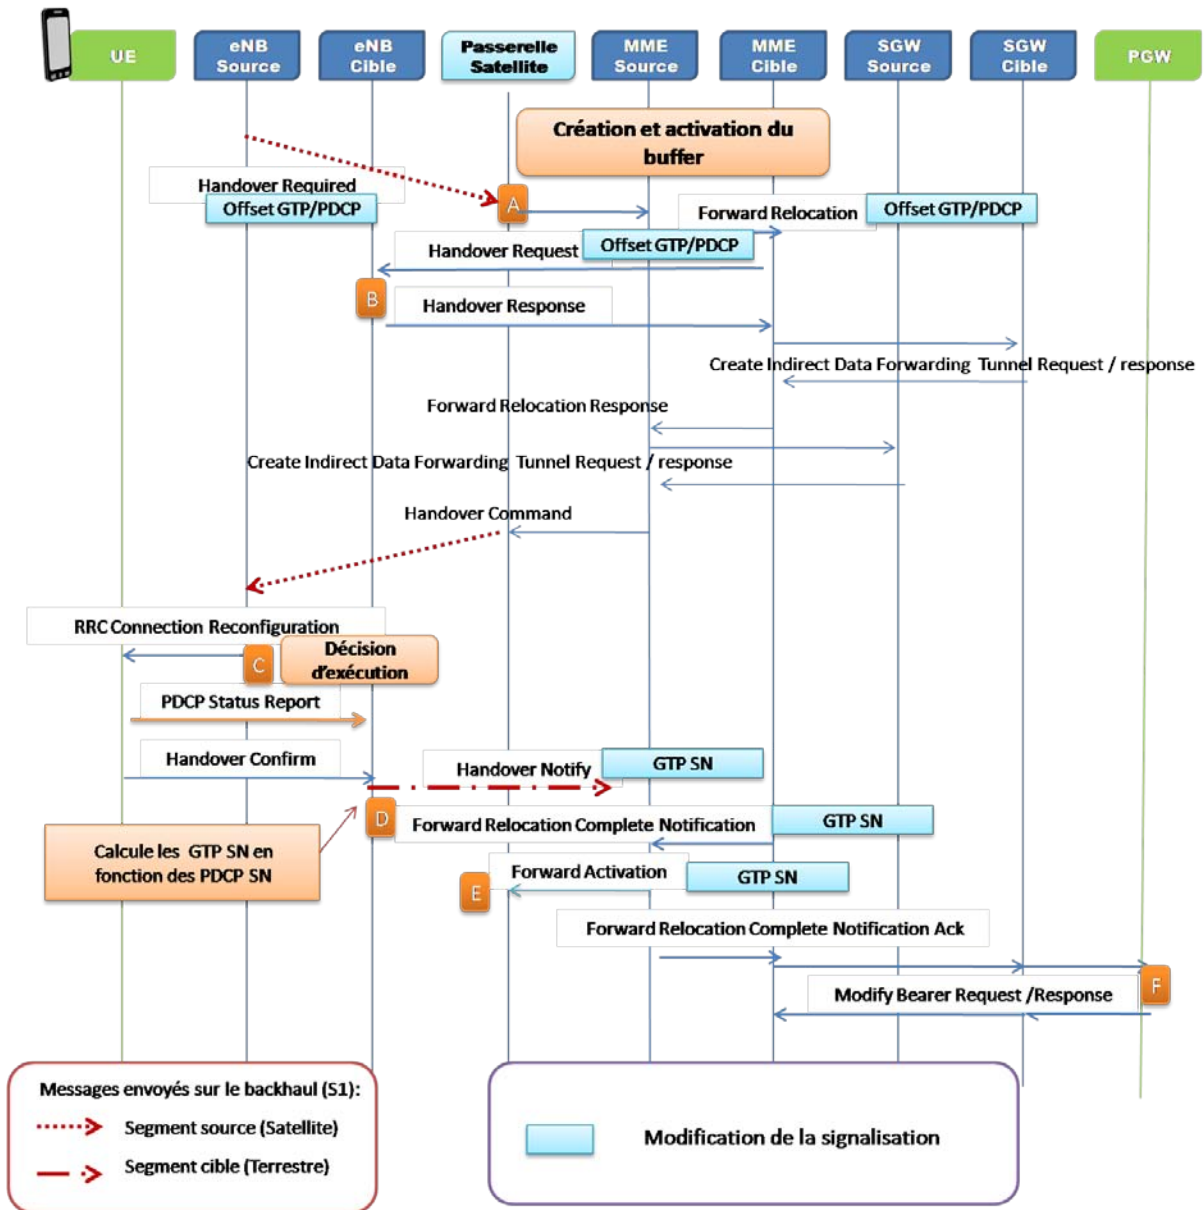 UE
eNB
Source
eNB
Cible
Passerelle
Satellite
MME
Source
MME
Cible
SGW
Source
SGW
Cible
PGW
Création et activation du
buffer
Handover Required
Offset GTP/PDCP
A
Forward Relocation
Offset GTP/PDCP
Handover Request
Offset GTP/PDCP
B
Handover Response
Create Indirect Data Forwarding Tunnel Request / response
Forward Relocation Response
Create Indirect Data Forwarding Tunnel Request / response
Handover Command
RRC Connection Reconfiguration
C
Décision
d'exécution
PDCP Status Report
Handover Confirm
Handover Notify
GTP SN
D
Forward Relocation Complete Notification
GTP SN
Calcule les GTP SN en
fonction des PDCP SN
E
Forward Activation
GTP SN
Forward Relocation Complete Notification Ack
F
Modify Bearer Request /Response
Messages envoyés sur le backhaul (S1):
Segment source (Satellite)
Segment cible (Terrestre)
Modification de la signalisation